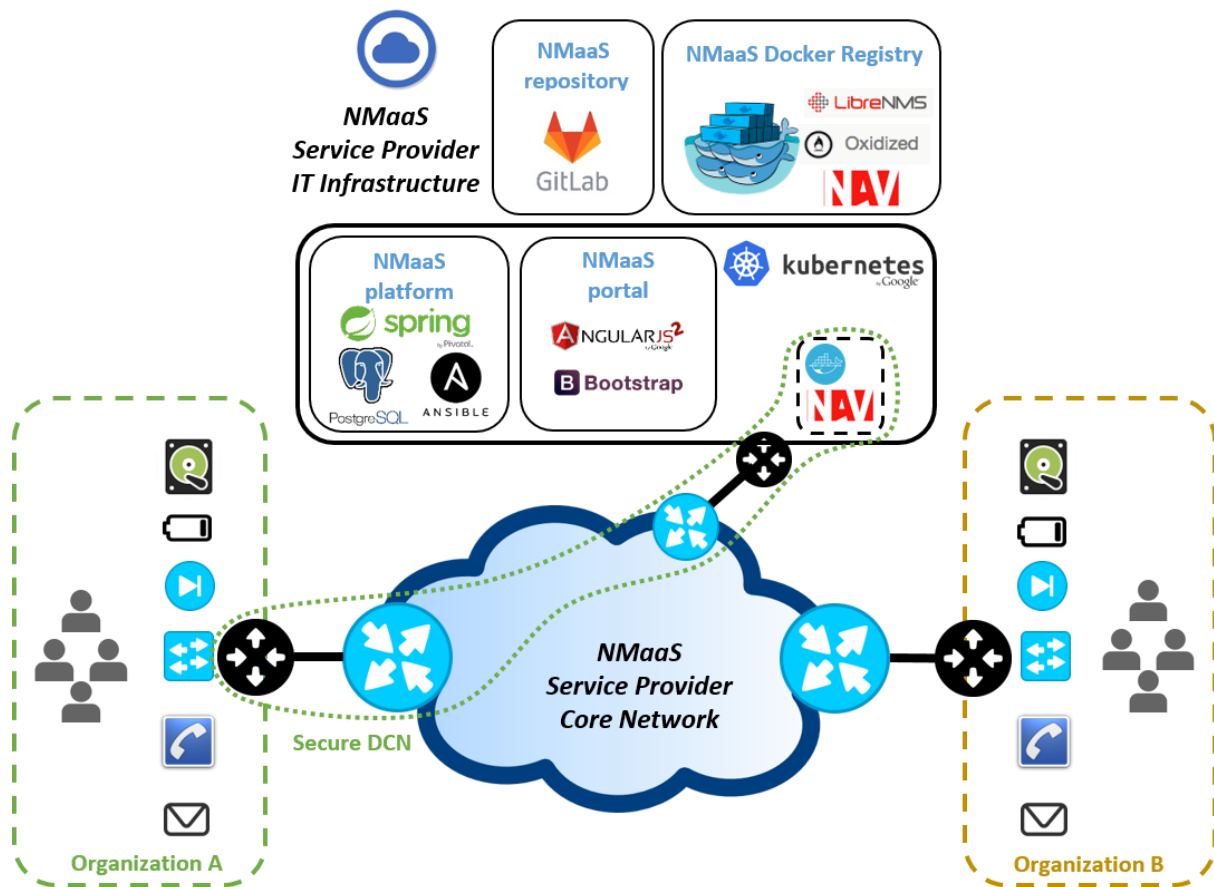 NMaaS
Service Provider
IT Infrastructure
NMaaS
repository
GitLab
NMaaS Docker Registry
LibreNMS
Oxidized
NAV
NMaaS
platform
spring
by Pivotal.
PostgreSQL
A
ANSIBLE
NMaaS
portal
ANGULARJS2
by Google
B Bootstrap
kubernetes
by Google
NAV
NMaaS
Service Provider
Core Network
Secure DCN
Organization A
Organization B